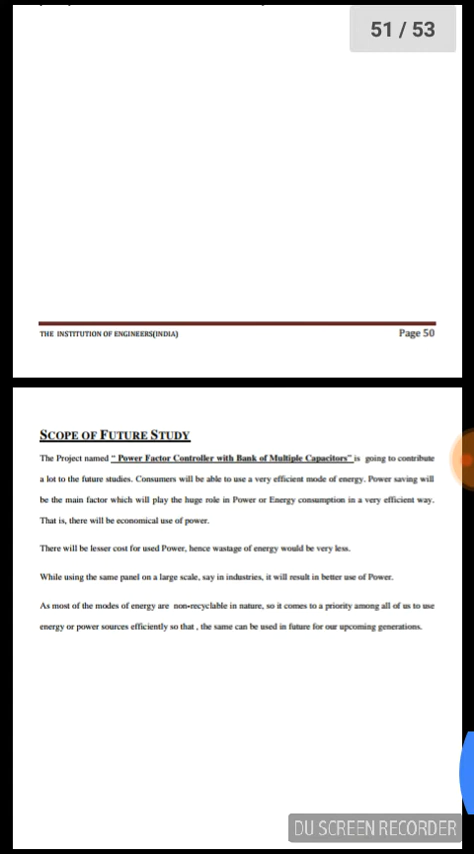 51 / 53
THE INSTITUTION OF ENGINEERS(INDIA)
Page 50
SCOPE OF FUTURE STUDY
The Project named " Power Factor Controller with Bank of Multiple Capacitors" is going to contribute
a lot to the future studies. Consumers will be able to use a very efficient mode of energy. Power saving will
be the main factor which will play the huge role in Power or Energy consumption in a very efficient way.
That is, there will be economical use of power.
There will be lesser cost for used Power, hence wastage of energy would be very less.
While using the same panel on a large scale, say in industries, it will result in better use of Power.
As most of the modes of energy are non-recyclable in nature, so it comes to a priority among all of us to use
energy or power sources efficiently so that , the same can be used in future for our upcoming generations.
DU SCREEN RECORDER